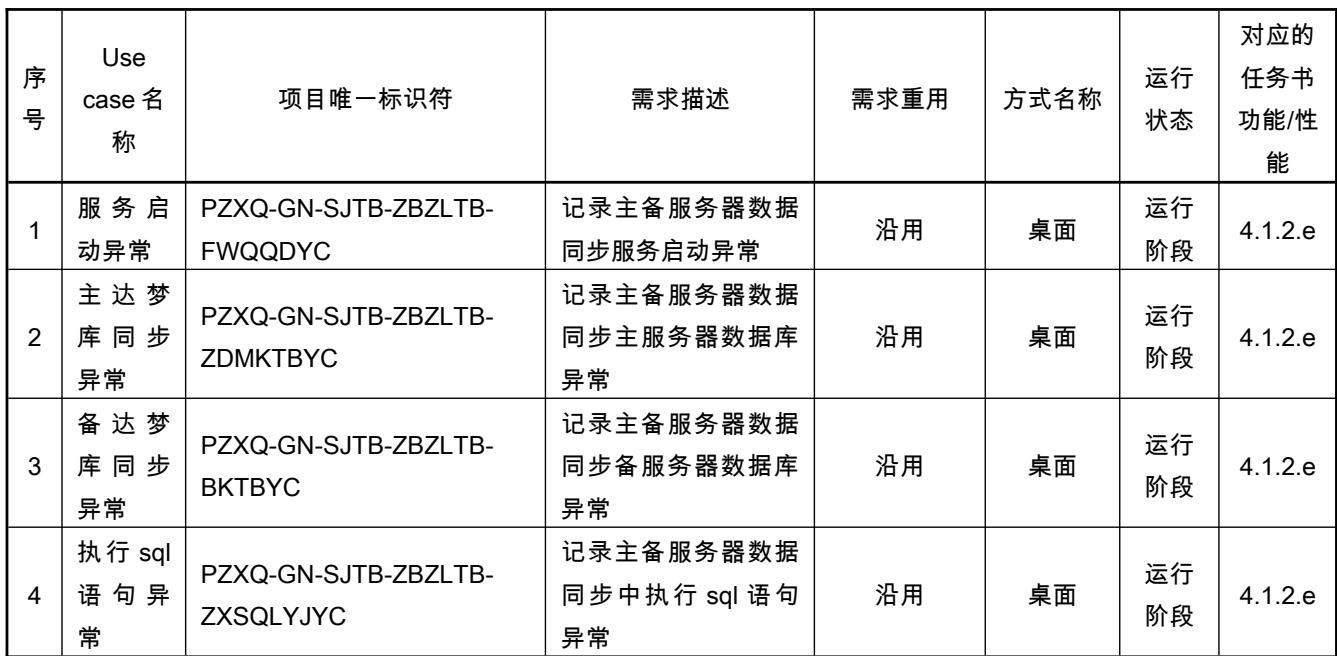 序号
Use case 名称
项目唯一标识符
需求描述
需求重用
方式名称
运行状态
对应的任务书功能/性能
1
服务启动异常
PZXQ-GN-SJTB-ZBZLTB-
FWQQDYC
记录主备服务器数据
同步服务启动异常
沿用
桌面
运行
阶段
4.1.2.e
2
主达梦
库同步
异常
PZXQ-GN-SJTB-ZBZLTB-
ZDMKTBYC
记录主备服务器数据
同步主服务器数据库
异常
沿用
桌面
运行
阶段
4.1.2.e
3
备达梦
库同步
异常
PZXQ-GN-SJTB-ZBZLTB-
BKTBYC
记录主备服务器数据
同步备服务器数据库
异常
沿用
桌面
运行
阶段
4.1.2.e
4
执行 sql
语句异
常
PZXQ-GN-SJTB-ZBZLTB-
ZXSQLYJYC
记录主备服务器数据
同步中执行 sql 语句
异常
沿用
桌面
运行
阶段
4.1.2.e